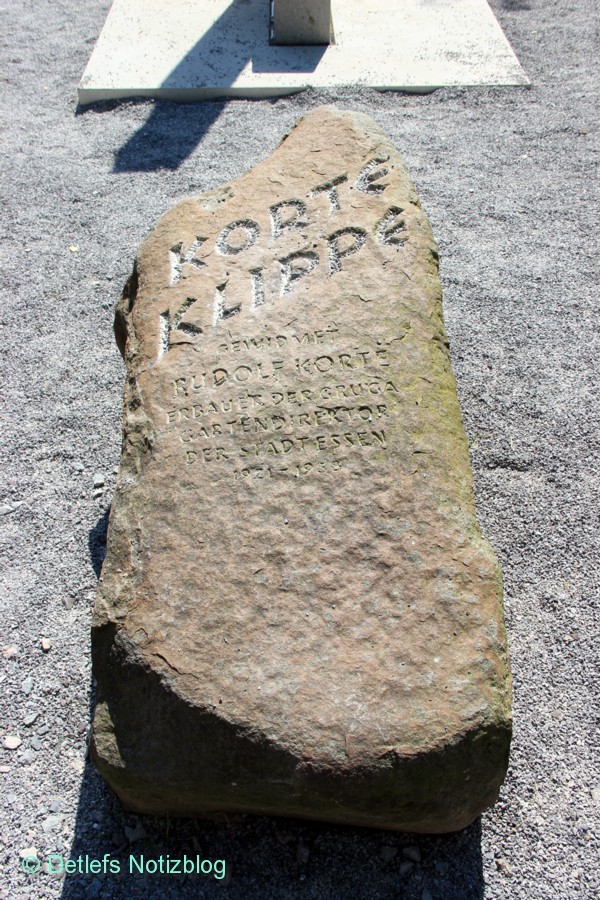 KORTE
KLIPPE
GEWIDMET
RUDOLF KORTE
ERBAUER DER GRUGA
GARTENDIREKTOR
DER STADT ESSEN
© Detlefs Notizblog